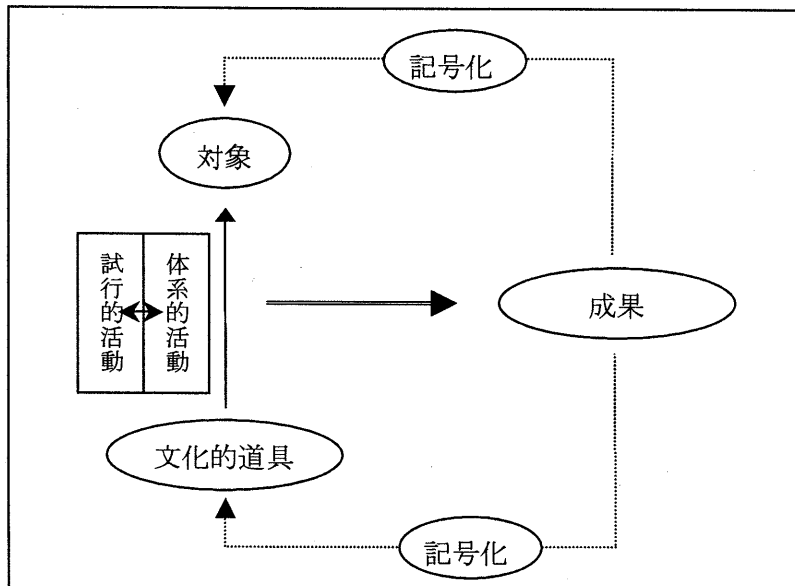 記号化
対象
試行的活動
体系的活動
成果
文化的道具
記号化